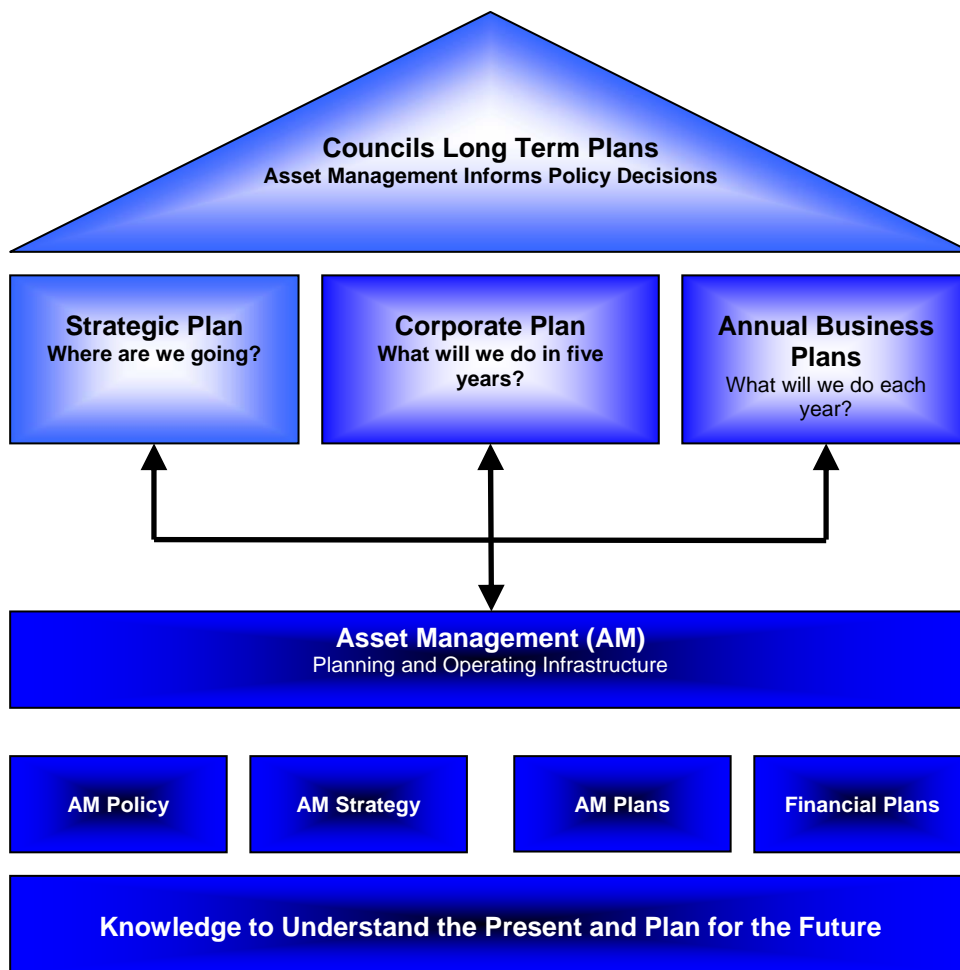 Councils Long Term Plans
Asset Management Informs Policy Decisions
Strategic Plan
Where are we going?
Corporate Plan
What will we do in five
years?
Annual Business
Plans
What will we do each
year?
Asset Management (AM)
Planning and Operating Infrastructure
AM Policy
AM Strategy
AM Plans
Financial Plans
Knowledge to Understand the Present and Plan for the Future